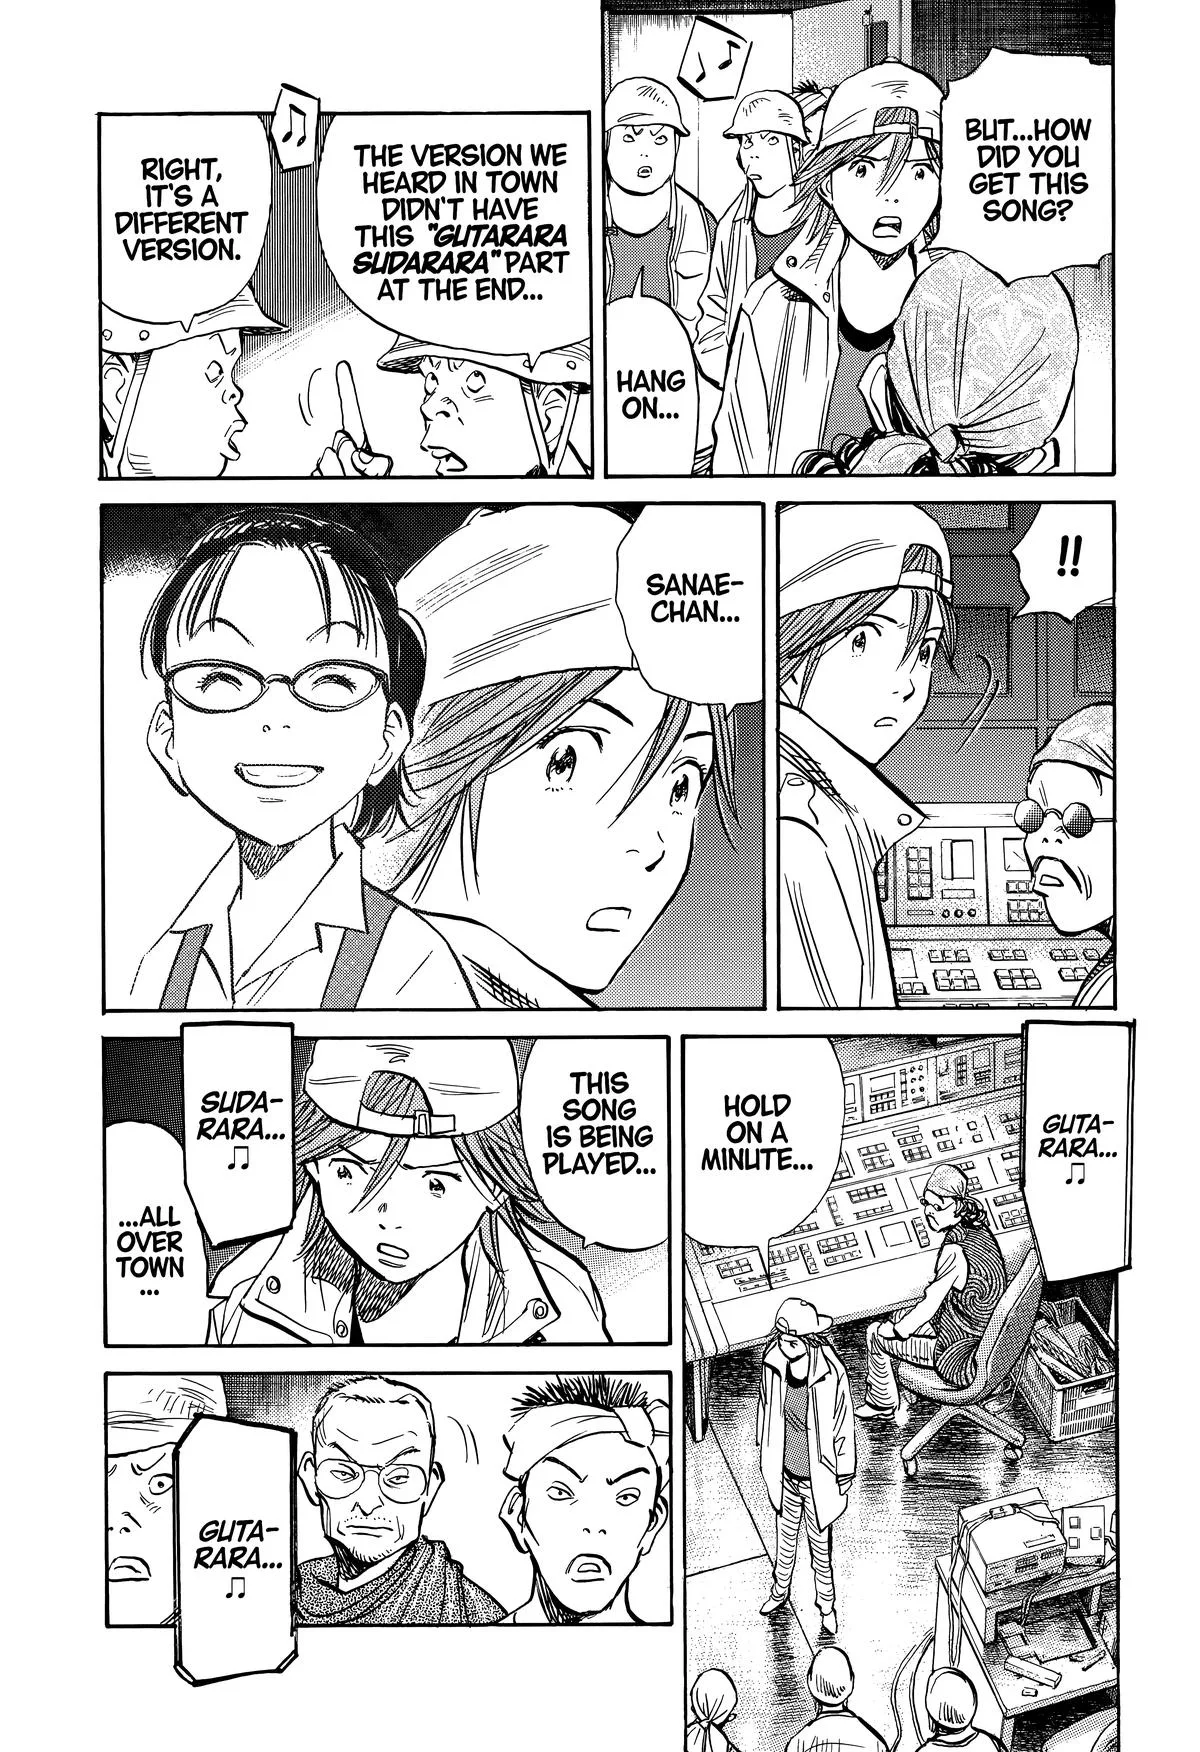 BUT...HOW
DID YOU
GET THIS
SONG?
HANG
ON...
THE VERSION WE
HEARD IN TOWN
DIDN'T HAVE
THIS "GUTARARA
SUDARARA" PART
AT THE END...
RIGHT,
IT'S A
DIFFERENT
VERSION.
!!
SANAE-
CHAN...
GUTA-
RARA...
♫
HOLD
ON A
MINUTE...
THIS
SONG
IS BEING
PLAYED...
SUDA-
RARA...
♫
...ALL
OVER
TOWN
...
GUTA-
RARA...
♫